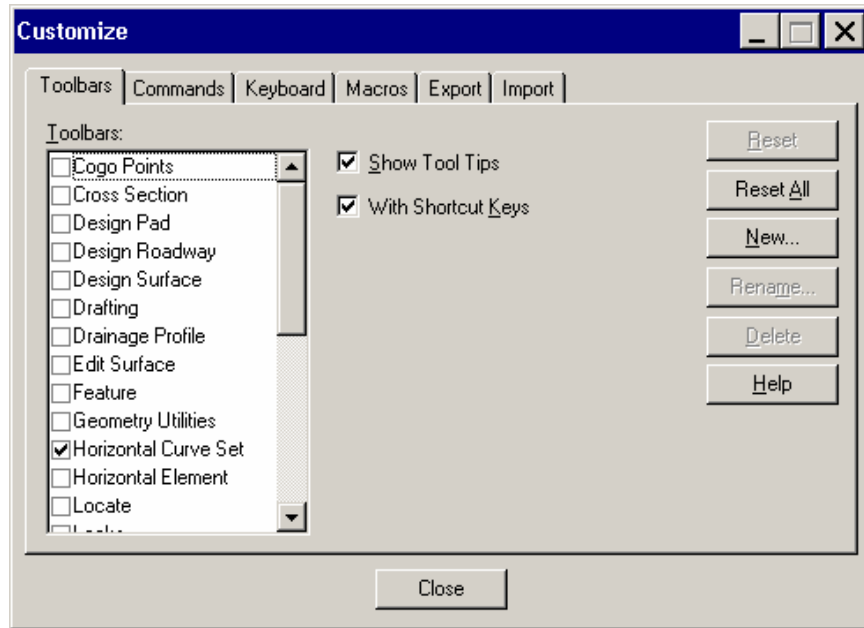 Customize
Toolbars Commands Keyboard Macros Export Import
Toolbars:
Cogo Points
Cross Section
Design Pad
Design Roadway
Design Surface
Drafting
Drainage Profile
Edit Surface
Feature
Geometry Utilities
Horizontal Curve Set
Horizontal Element
Locate
Show Tool Tips
With Shortcut Keys
Reset
Reset All
New...
Rename...
Delete
Help
Close